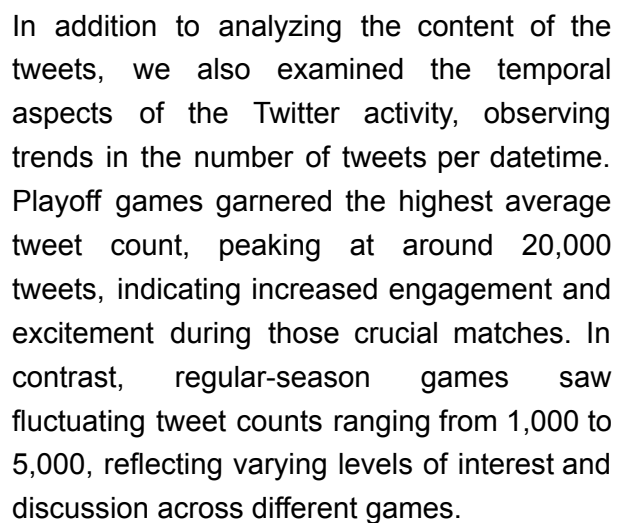 In addition to analyzing the content of the
tweets, we also examined the temporal
aspects of the Twitter activity, observing
trends in the number of tweets per datetime.
Playoff games garnered the highest average
tweet count, peaking at around 20,000
tweets, indicating increased engagement and
excitement during those crucial matches. In
contrast, regular-season games saw
fluctuating tweet counts ranging from 1,000 to
5,000, reflecting varying levels of interest and
discussion across different games.